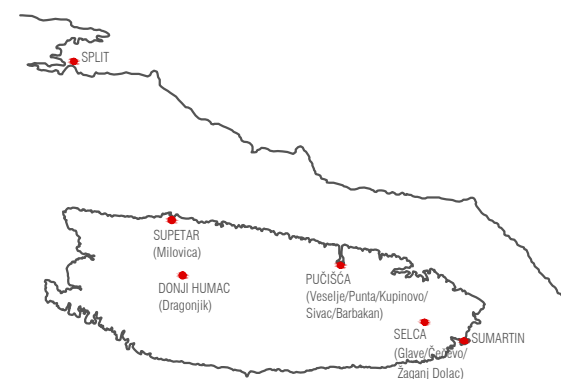 SPLIT
SUPETAR
(Milovica)
DONJI HUMAC
(Dragonjik)
PUČIŠĆA
(Veselje/Punta/Kupinovo/
Sivac/Barbakan)
SELCA
(Glave/Čečevo/
Žaganj Dolac)
SUMARTIN